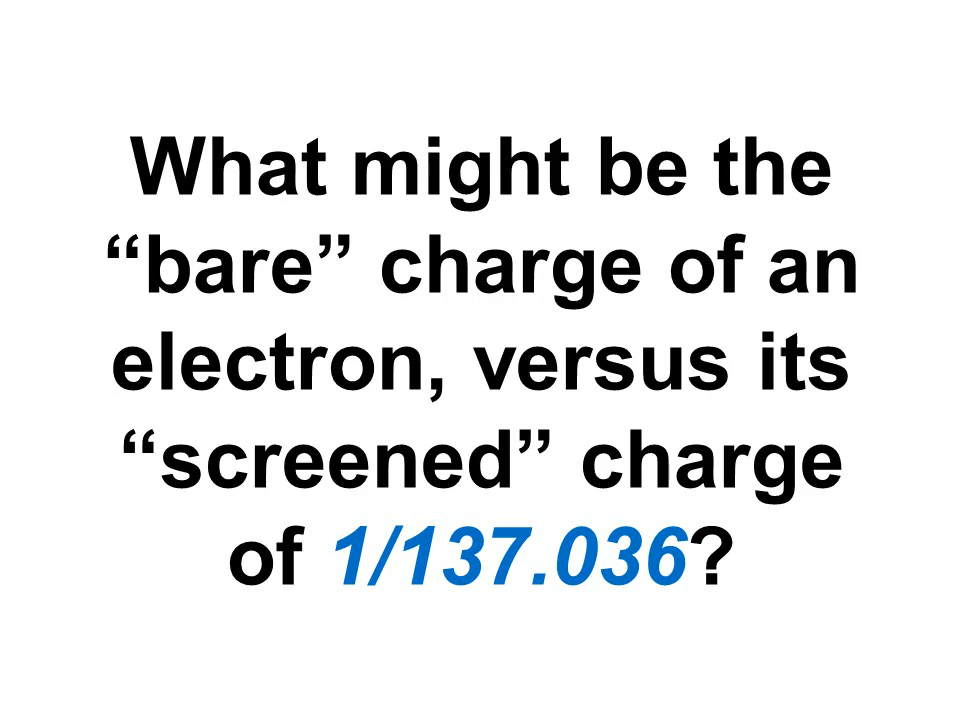 What might be the
“bare” charge of an
electron, versus its
“screened” charge
of 1/137.036?